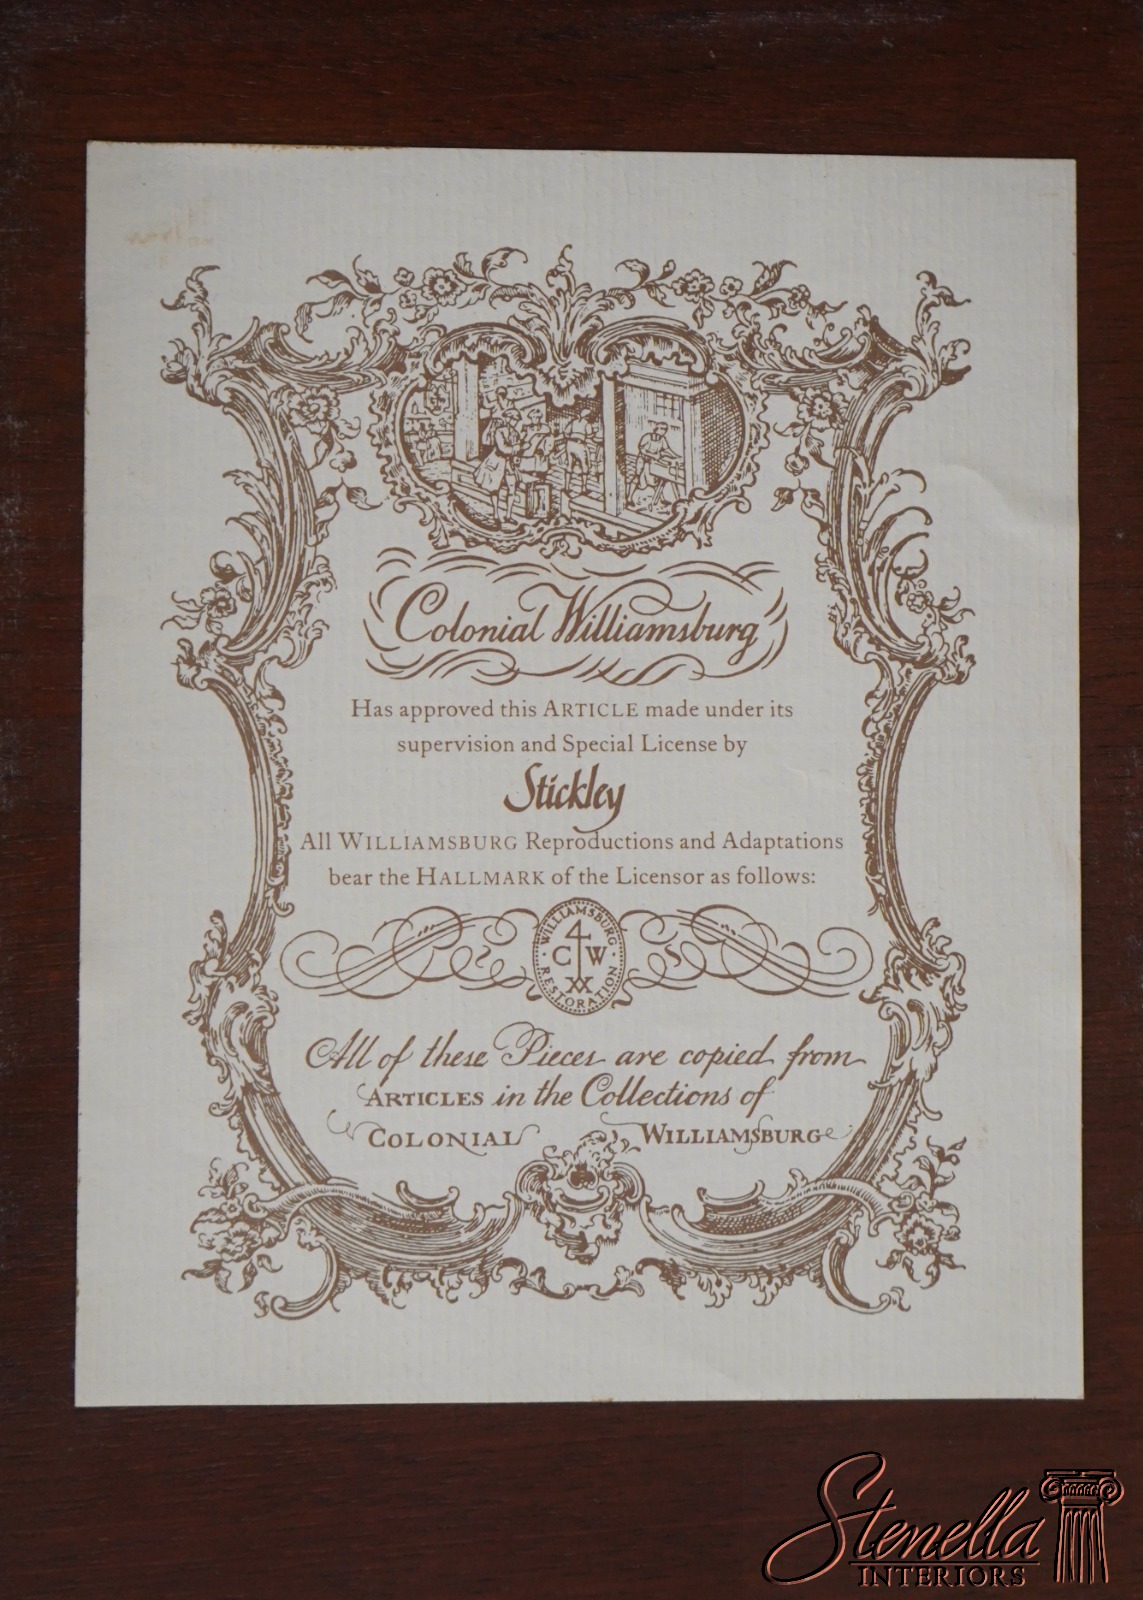 Colonial Williamsburg
Has approved this ARTICLE made under its
supervision and Special License by
Stickley
All WILLIAMSBURG Reproductions and Adaptations
bear the HALLMARK of the Licensor as follows:
WILLIAMSBURG
C W
RESTORATION
All of these Pieces are copied from
ARTICLES in the Collections of
COLONIAL WILLIAMSBURG
Stenella
INTERIORS